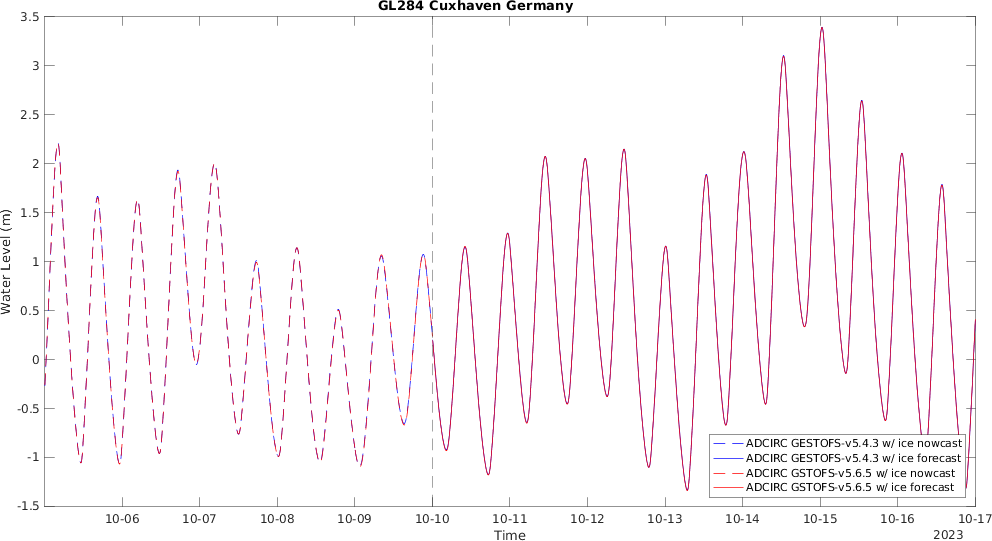 GL284 Cuxhaven Germany
3.5
3
2.5
2
1.5
1
0.5
0
-0.5
-1
-1.5
Water Level (m)
ADCIRC GESTOFS-v5.4.3 w/ ice nowcast
ADCIRC GESTOFS-v5.4.3 w/ ice forecast
ADCIRC GSTOFS-v5.6.5 w/ ice nowcast
ADCIRC GSTOFS-v5.6.5 w/ ice forecast
10-06 10-07 10-08 10-09 10-10 10-11 10-12 10-13 10-14 10-15 10-16 10-17
Time
2023